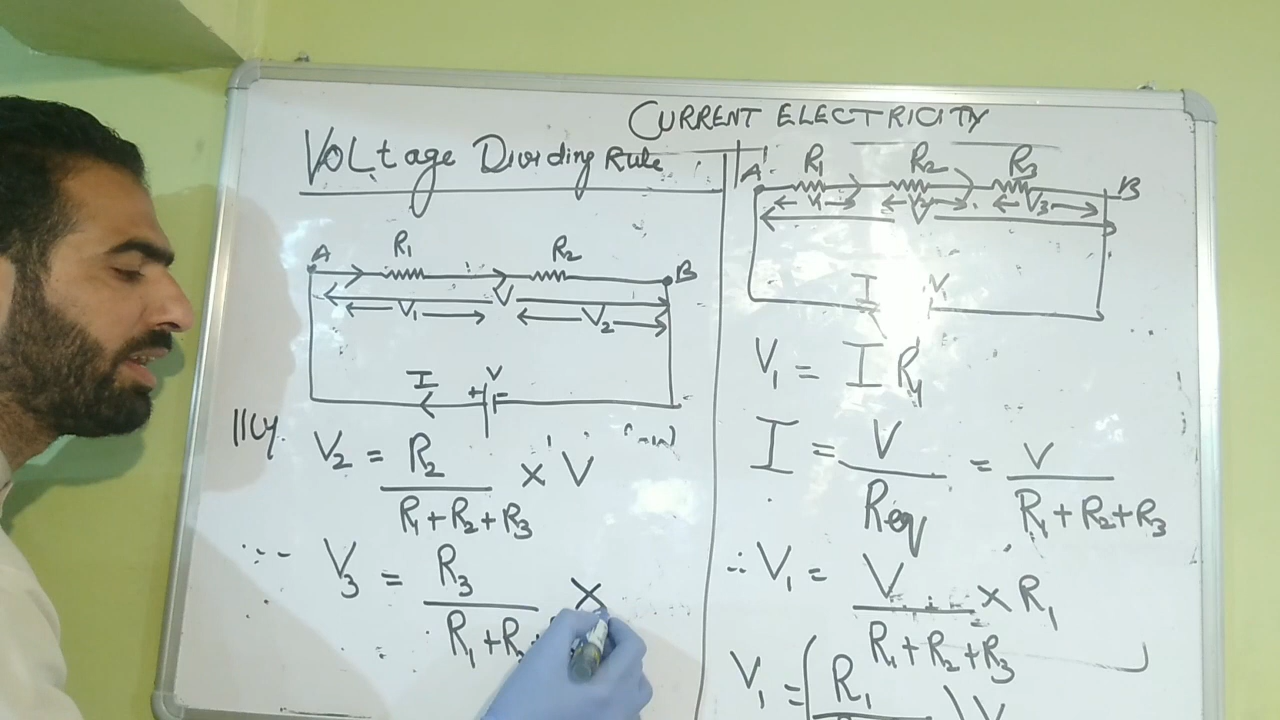 CURRENT ELECTRICITY
VOLtage Dividing Rule
A R1 R2 B
V
V1 V2
I + V -
|||ly. V2 = R2 / R1+R2+R3 × V
∴ V3 = R3 / R1+R2+ ×
A R1 R2 R3 B
V1 V2 V3
V
I V
V1 = I R1
I = V / Req = V / R1+R2+R3
∴ V1 = V / R1+R2+R3 × R1
V1 = ( R1 ) V